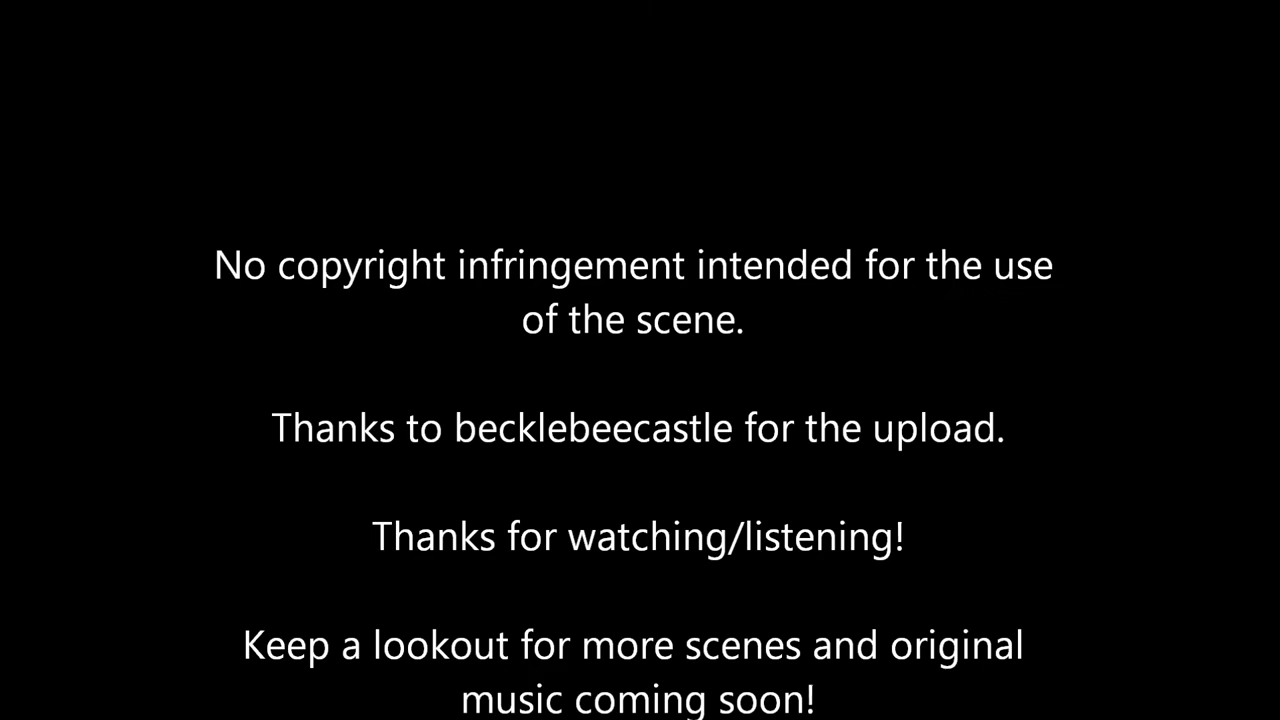 No copyright infringement intended for the use
of the scene.
Thanks to becklebeecastle for the upload.
Thanks for watching/listening!
Keep a lookout for more scenes and original
music coming soon!